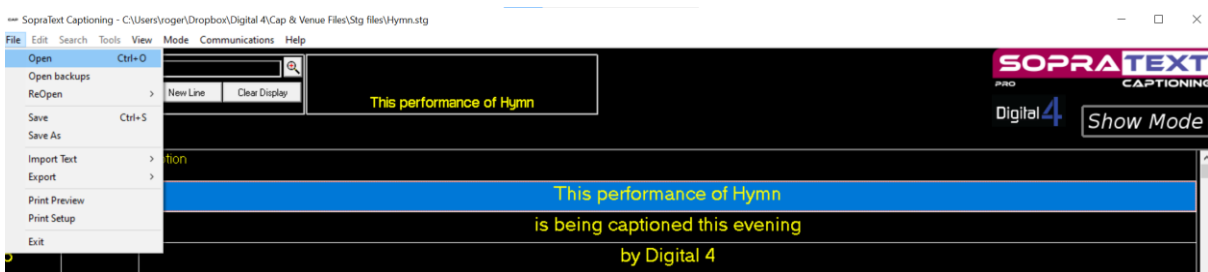 SopraText Captioning - C:\Users\roger\Dropbox\Digital 4\Cap & Venue Files\Stg files\Hymn.stg
File Edit Search Tools View Mode Communications Help
Open Ctrl+O
Open backups
ReOpen
Save Ctrl+S
Save As
Import Text
Export
Print Preview
Print Setup
Exit
New Line Clear Display
This performance of Hymn
SOPRATEXT
PRO CAPTIONING
Digital 4
Show Mode
This performance of Hymn
is being captioned this evening
by Digital 4